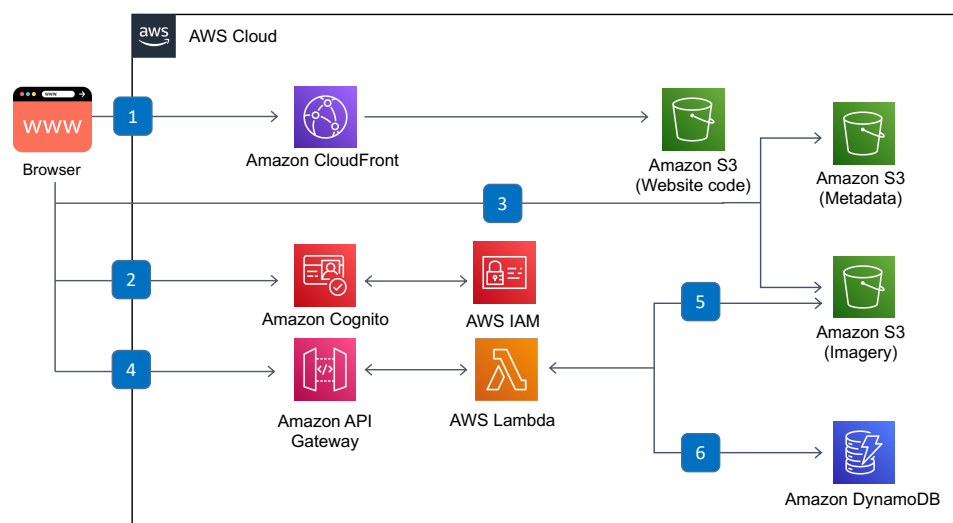 aws
AWS Cloud
www.
www
Browser
1
Amazon CloudFront
Amazon S3
(Website code)
Amazon S3
(Metadata)
3
2
Amazon Cognito
AWS IAM
5
Amazon S3
(Imagery)
4
</>
Amazon API
Gateway
AWS Lambda
6
Amazon DynamoDB